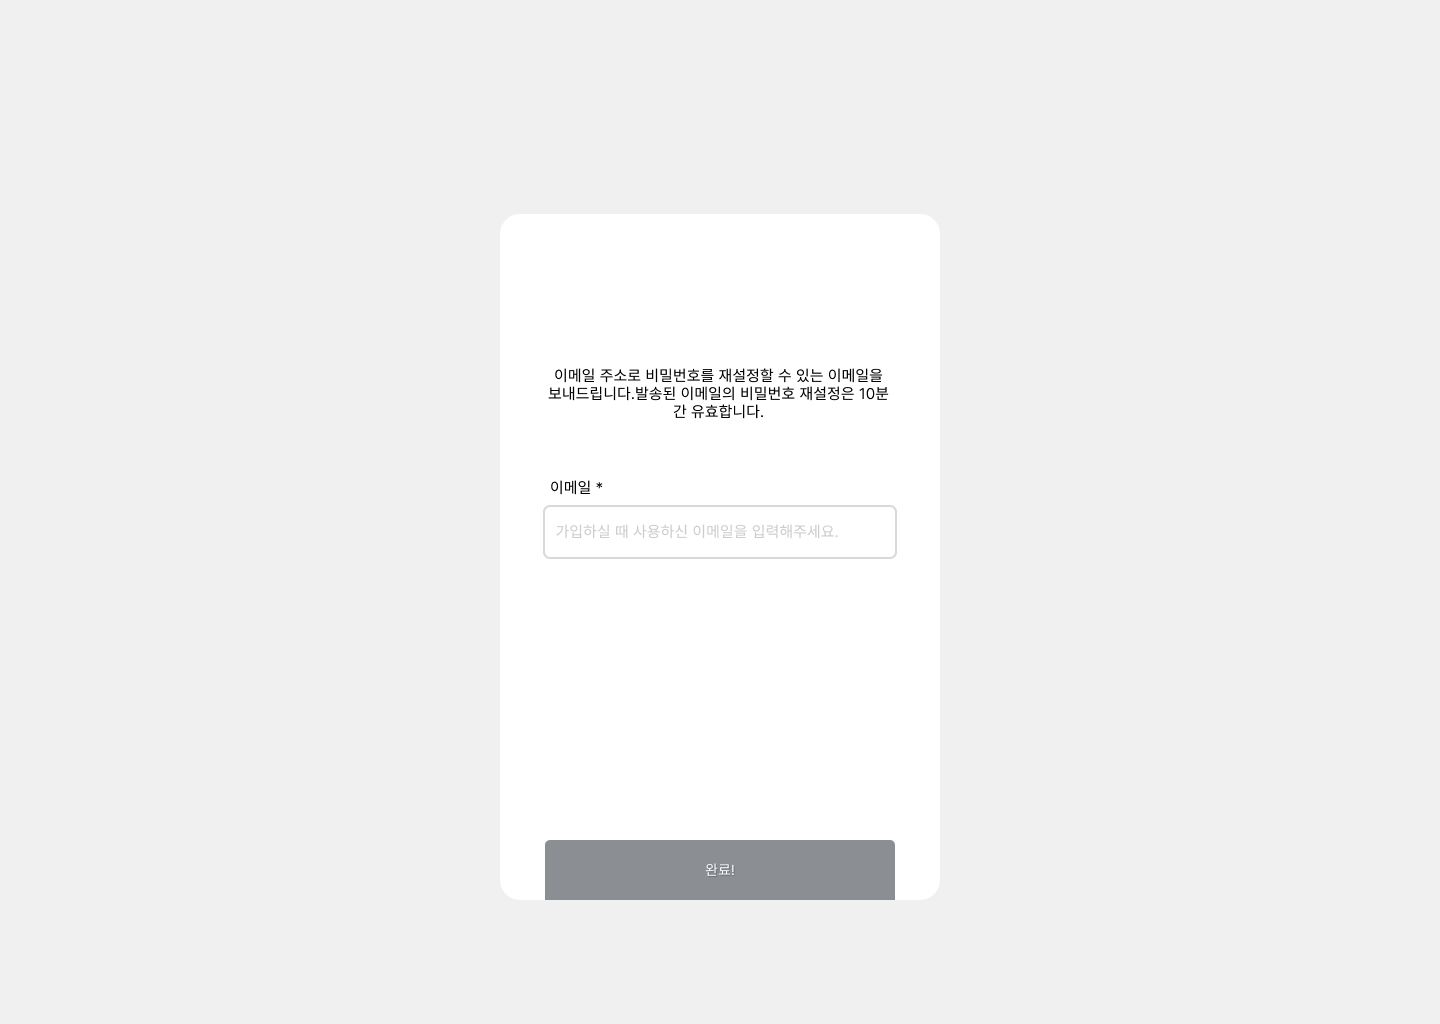 이메일 주소로 비밀번호를 재설정할 수 있는 이메일을
보내드립니다.발송된 이메일의 비밀번호 재설정은 10분
간 유효합니다.
이메일 *
가입하실 때 사용하신 이메일을 입력해주세요.
완료!